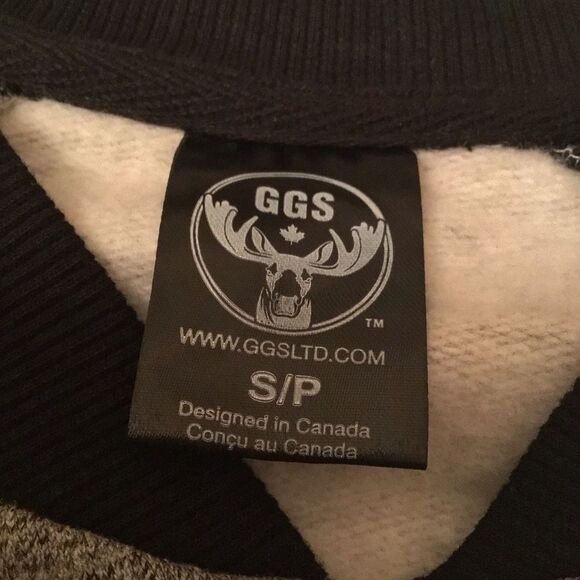 GGS
TM
WWW.GGSLTD.COM
S/P
Designed in Canada
Conçu au Canada